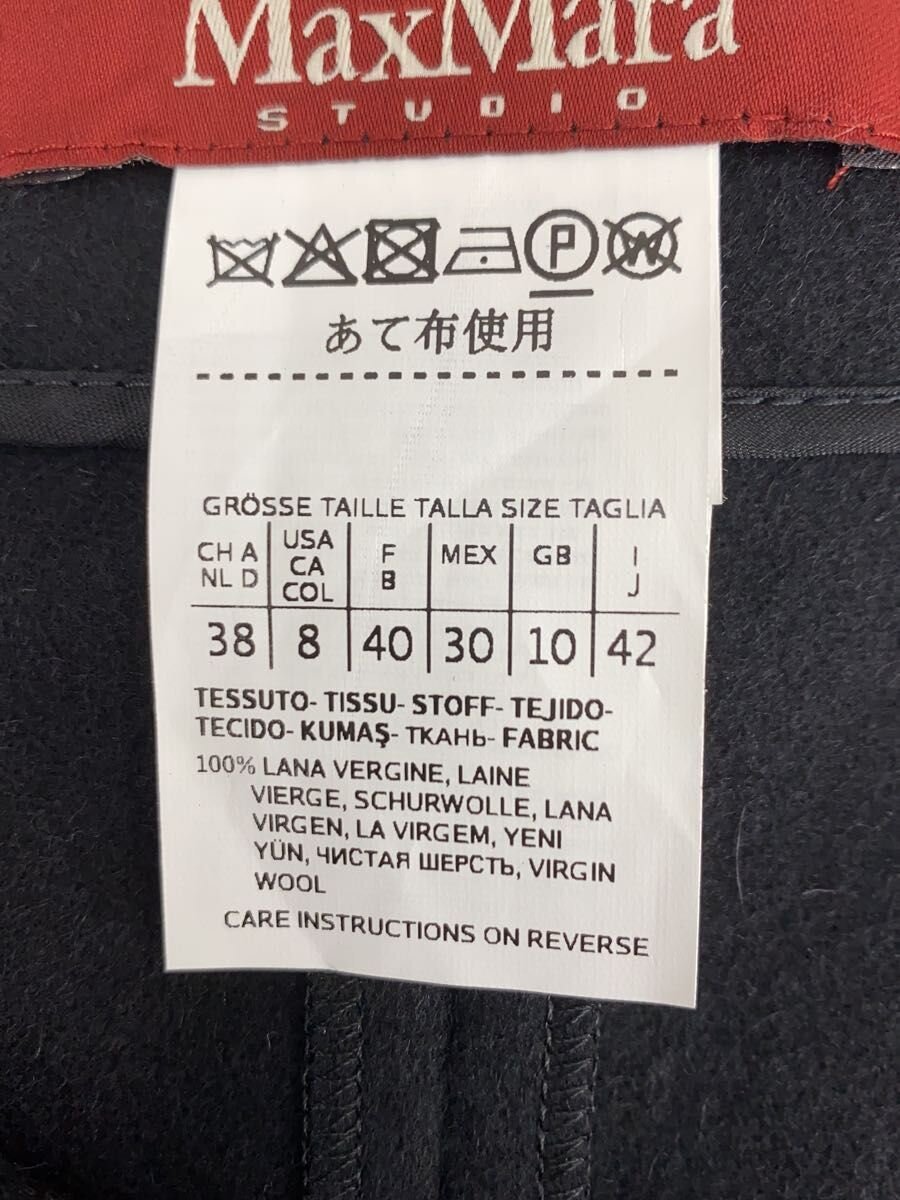 MaxMara
STUDIO
P W
あて布使用
GRÖSSE TAILLE TALLA SIZE TAGLIA
CH A NL D USA CA COL F B MEX GB I J
38 8 40 30 10 42
TESSUTO- TISSU- STOFF- TEJIDO-
TECIDO- KUMAŞ- ТКАНЬ- FABRIC
100% LANA VERGINE, LAINE
VIERGE, SCHURWOLLE, LANA
VIRGEN, LA VIRGEM, YENI
YÜN, ЧИСТАЯ ШЕРСТЬ, VIRGIN
WOOL
CARE INSTRUCTIONS ON REVERSE